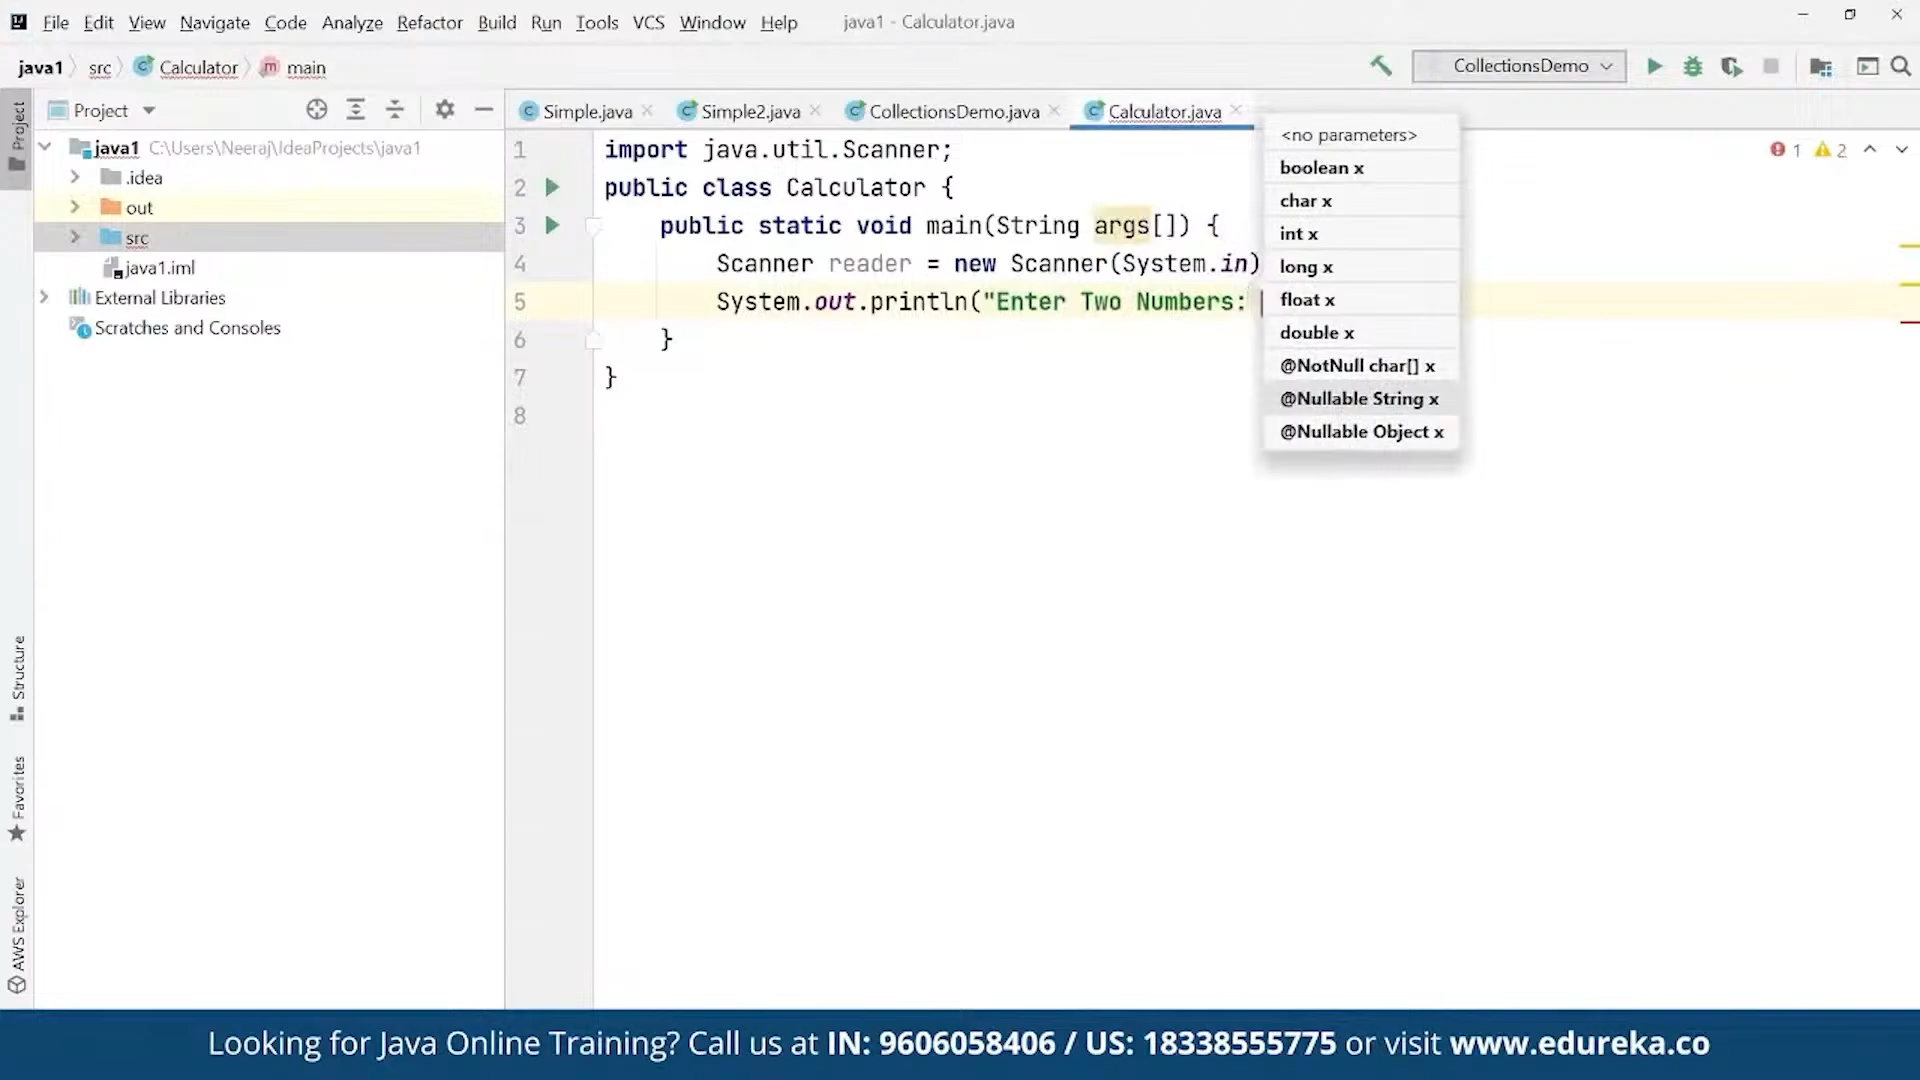 File Edit View Navigate Code Analyze Refactor Build Run Tools VCS Window Help java1 - Calculator.java
java1 src Calculator main CollectionsDemo
Project Simple.java Simple2.java CollectionsDemo.java Calculator.java
java1 C:\Users\Neeraj\IdeaProjects\java1
.idea
out
src
java1.iml
External Libraries
Scratches and Consoles
1 import java.util.Scanner;
2 public class Calculator {
3 public static void main(String args[]) {
4 Scanner reader = new Scanner(System.in)
5 System.out.println("Enter Two Numbers:
6 }
7 }
8
<no parameters>
boolean x
char x
int x
long x
float x
double x
@NotNull char[] x
@Nullable String x
@Nullable Object x
1 2
Project
Structure
Favorites
AWS Explorer
Looking for Java Online Training? Call us at IN: 9606058406 / US: 18338555775 or visit www.edureka.co